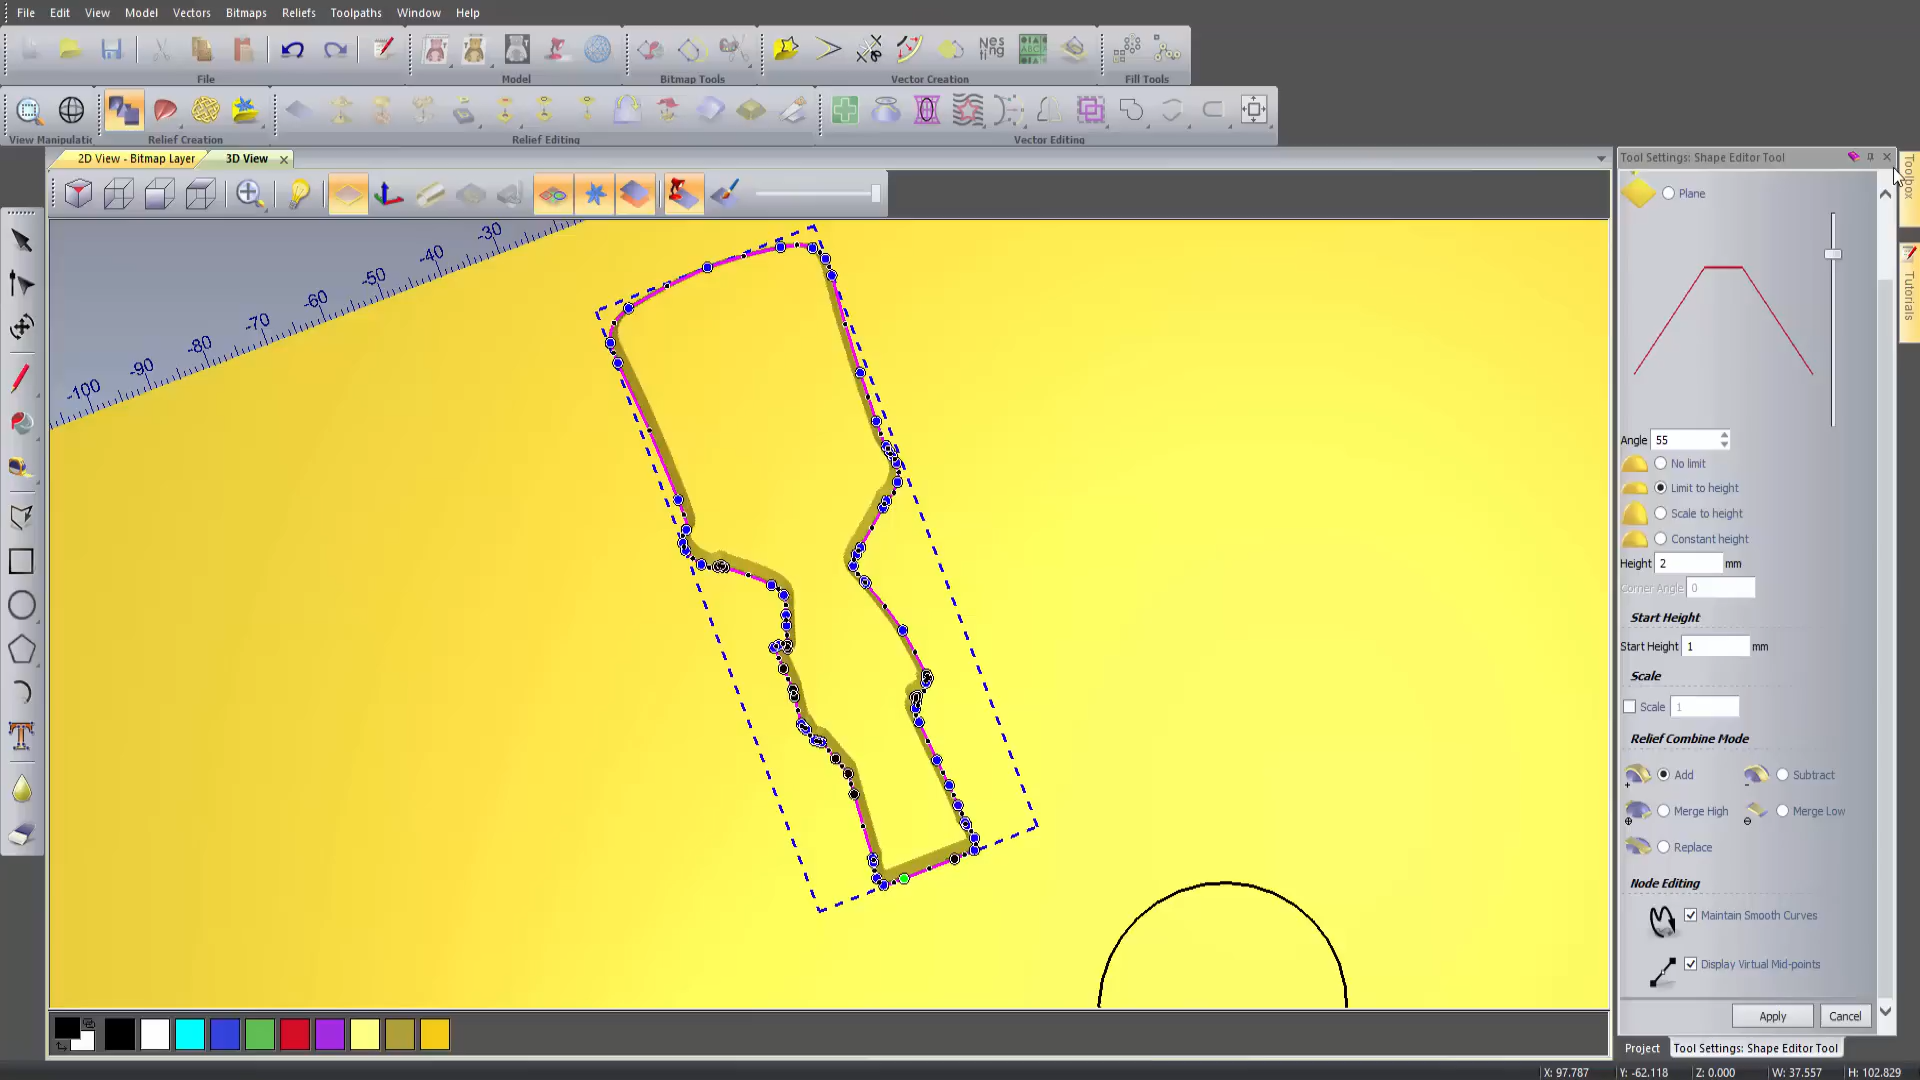 File Edit View Model Vectors Bitmaps Reliefs Toolpaths Window Help
Nes
ting
ABC
File Model Bitmap Tools Vector Creation Fill Tools
View Manipulatic Relief Creation Relief Editing Vector Editing
2D View - Bitmap Layer 3D View
Tool Settings: Shape Editor Tool
Toolbox
Tutorials
Plane
-30
-40
-50
-60
-70
-80
-90
-100
Angle 55
No limit
Limit to height
Scale to height
Constant height
Height 2 mm
Corner Angle 0
Start Height
Start Height 1 mm
Scale
Scale 1
Relief Combine Mode
Add Subtract
Merge High Merge Low
Replace
Node Editing
Maintain Smooth Curves
Display Virtual Mid-points
Apply Cancel
Project Tool Settings: Shape Editor Tool
X: 97.787 Y: -62.118 Z: 0.000 W: 37.557 H: 102.829